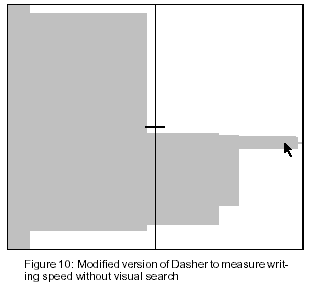 Figure 10: Modified version of Dasher to measure writ-
ing speed without visual search